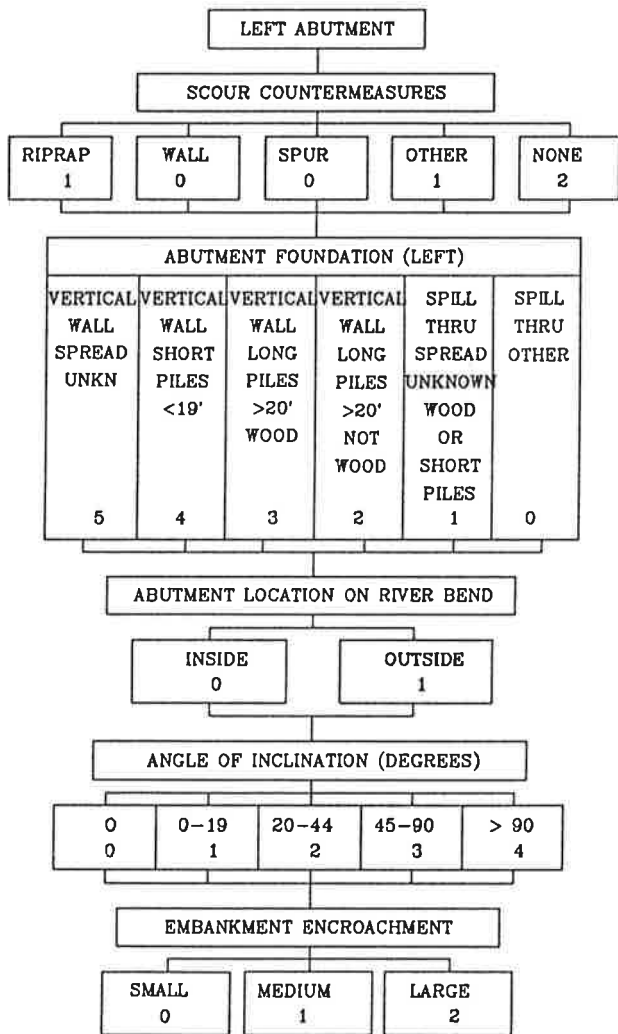 LEFT ABUTMENT
SCOUR COUNTERMEASURES
RIPRAP WALL SPUR OTHER NONE
1 0 0 1 2
ABUTMENT FOUNDATION (LEFT)
VERTICAL VERTICAL VERTICAL VERTICAL SPILL SPILL
WALL WALL WALL WALL THRU THRU
SPREAD SHORT LONG LONG SPREAD OTHER
UNKN PILES PILES PILES UNKNOWN
<19' >20' >20' WOOD
WOOD NOT OR
WOOD SHORT
PILES
5 4 3 2 1 0
ABUTMENT LOCATION ON RIVER BEND
INSIDE OUTSIDE
0 1
ANGLE OF INCLINATION (DEGREES)
0 0-19 20-44 45-90 > 90
0 1 2 3 4
EMBANKMENT ENCROACHMENT
SMALL MEDIUM LARGE
0 1 2